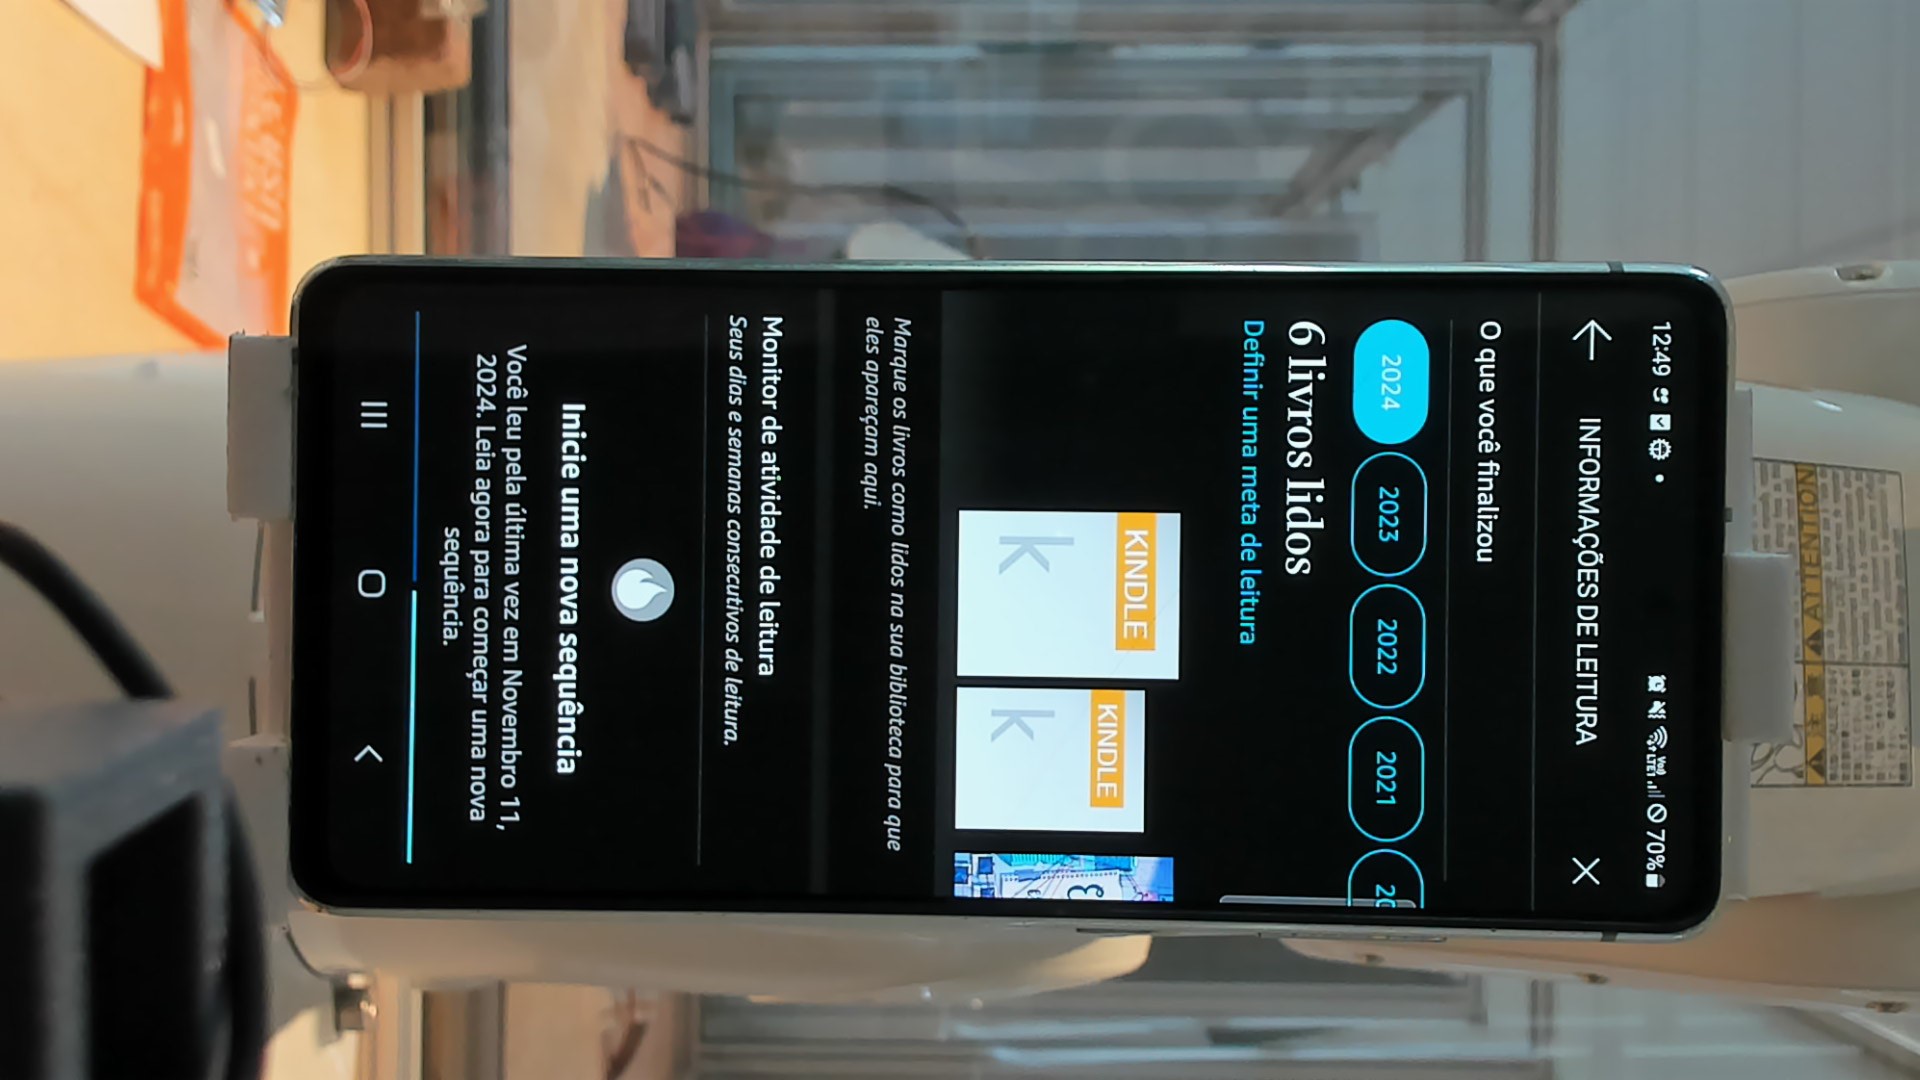 12:49
70%
INFORMAÇÕES DE LEITURA
O que você finalizou
2024 2023 2022 2021 20
6 livros lidos
Definir uma meta de leitura
KINDLE KINDLE
k k
Marque os livros como lidos na sua biblioteca para que
eles apareçam aqui.
Monitor de atividade de leitura
Seus dias e semanas consecutivos de leitura.
Inicie uma nova sequência
Você leu pela última vez em Novembro 11,
2024. Leia agora para começar uma nova
sequência.
ATTENTION